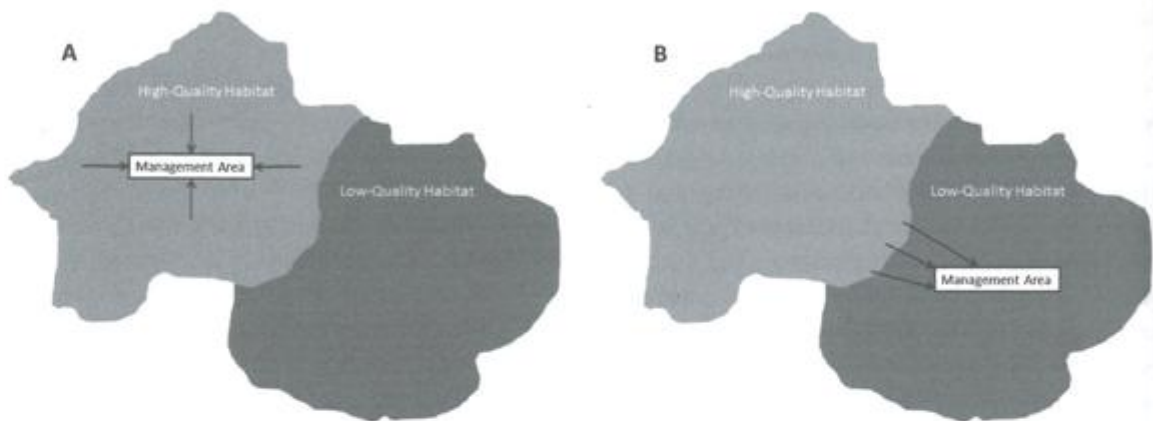 A
High-Quality Habitat
Management Area
Low-Quality Habitat
B
High-Quality Habitat
Low-Quality Habitat
Management Area